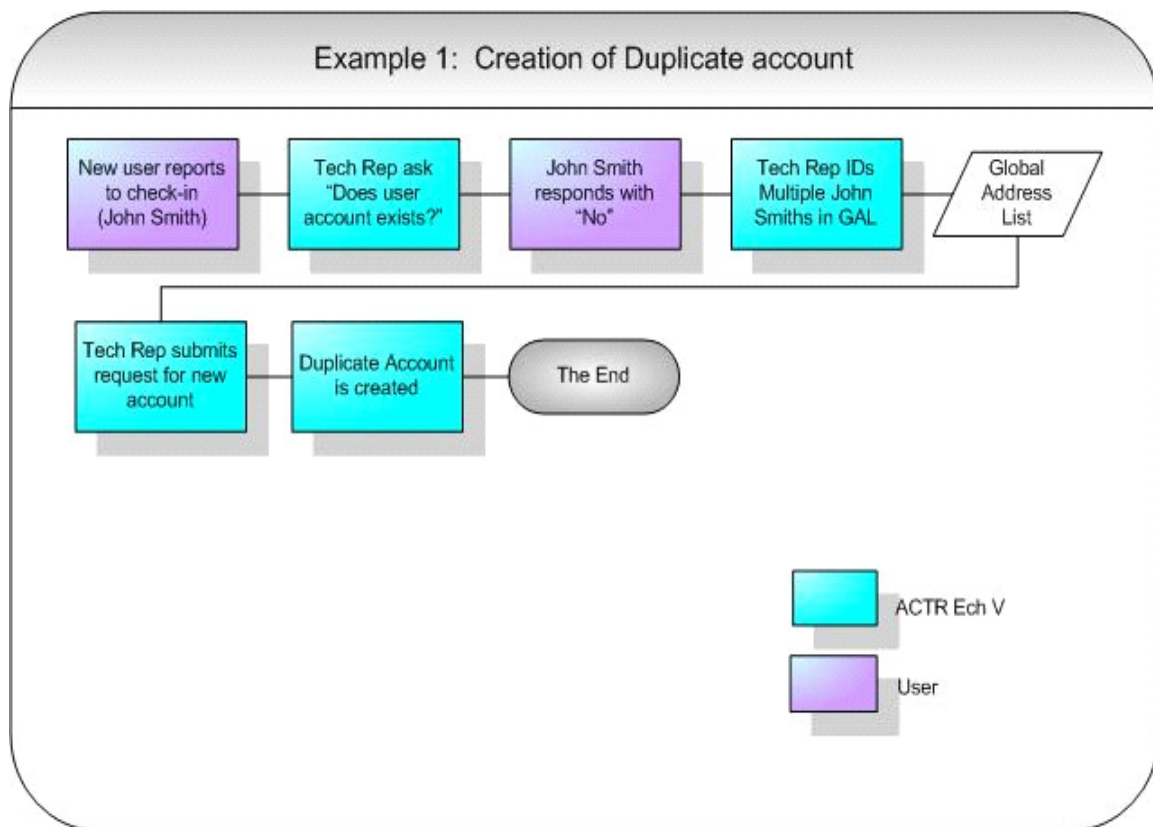 Example 1:  Creation of Duplicate account
New user reports
to check-in
(John Smith)
Tech Rep ask
“Does user
account exists?”
John Smith
responds with
“No”
Tech Rep IDs
Multiple John
Smiths in GAL
Global
Address
List
Tech Rep submits
request for new
account
Duplicate Account
is created
The End
ACTR Ech V
User